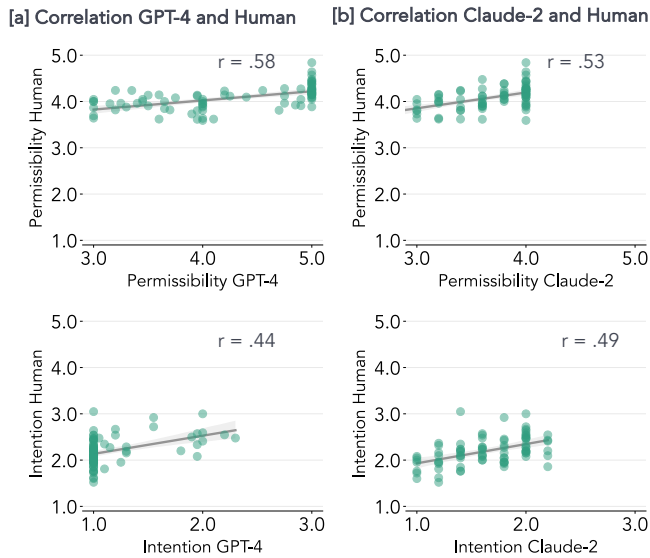 [a] Correlation GPT-4 and Human
[b] Correlation Claude-2 and Human
Permissibility Human
5.0
4.0
3.0
2.0
1.0
r = .58
3.0 4.0 5.0
Permissibility GPT-4
Permissibility Human
5.0
4.0
3.0
2.0
1.0
r = .53
3.0 4.0 5.0
Permissibility Claude-2
Intention Human
5.0
4.0
3.0
2.0
1.0
r = .44
1.0 2.0 3.0
Intention GPT-4
Intention Human
5.0
4.0
3.0
2.0
1.0
r = .49
1.0 2.0 3.0
Intention Claude-2